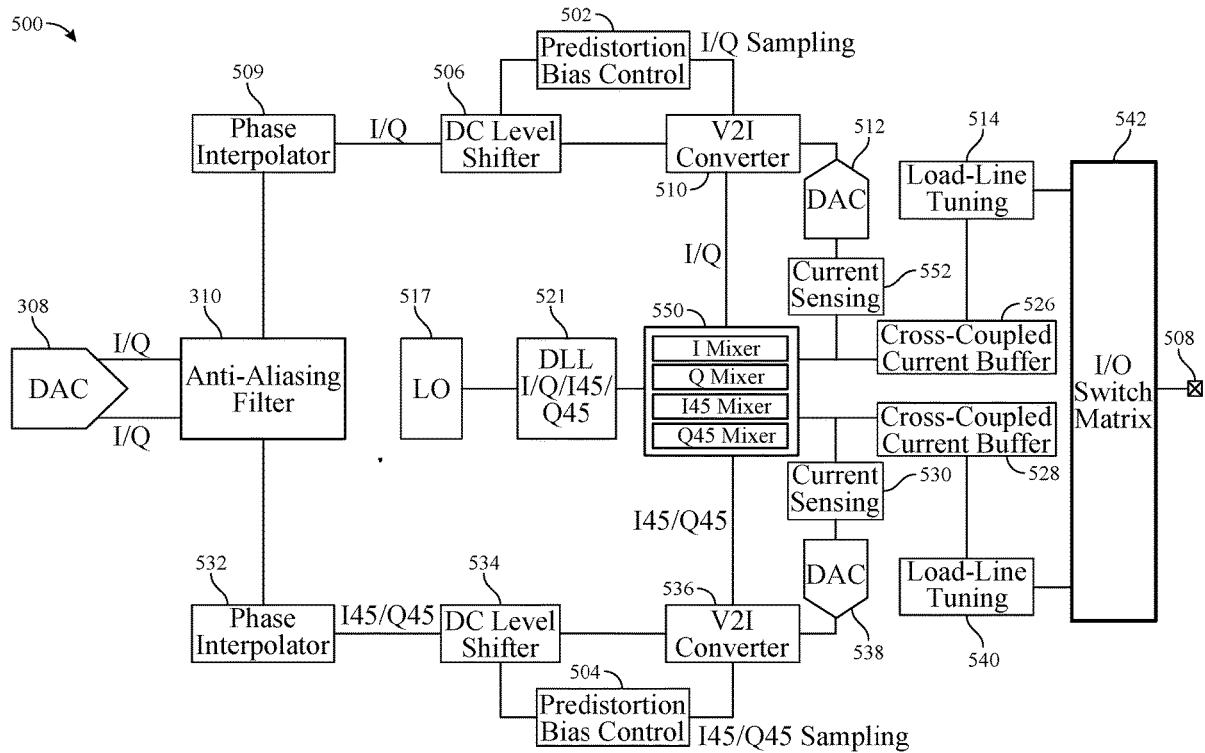 500
502
Predistortion
Bias Control
I/Q Sampling
509
Phase
Interpolator
I/Q
506
DC Level
Shifter
V2I
Converter
510
512
DAC
514
Load-Line
Tuning
542
I/Q
Current
Sensing
552
308
DAC
I/Q
I/Q
310
Anti-Aliasing
Filter
517
LO
521
DLL
I/Q/I45/
Q45
550
I Mixer
Q Mixer
I45 Mixer
Q45 Mixer
526
Cross-Coupled
Current Buffer
Cross-Coupled
Current Buffer
528
I/O
Switch
Matrix
508
Current
Sensing
530
I45/Q45
532
Phase
Interpolator
I45/Q45
534
DC Level
Shifter
536
V2I
Converter
DAC
538
Load-Line
Tuning
540
504
Predistortion
Bias Control
I45/Q45 Sampling